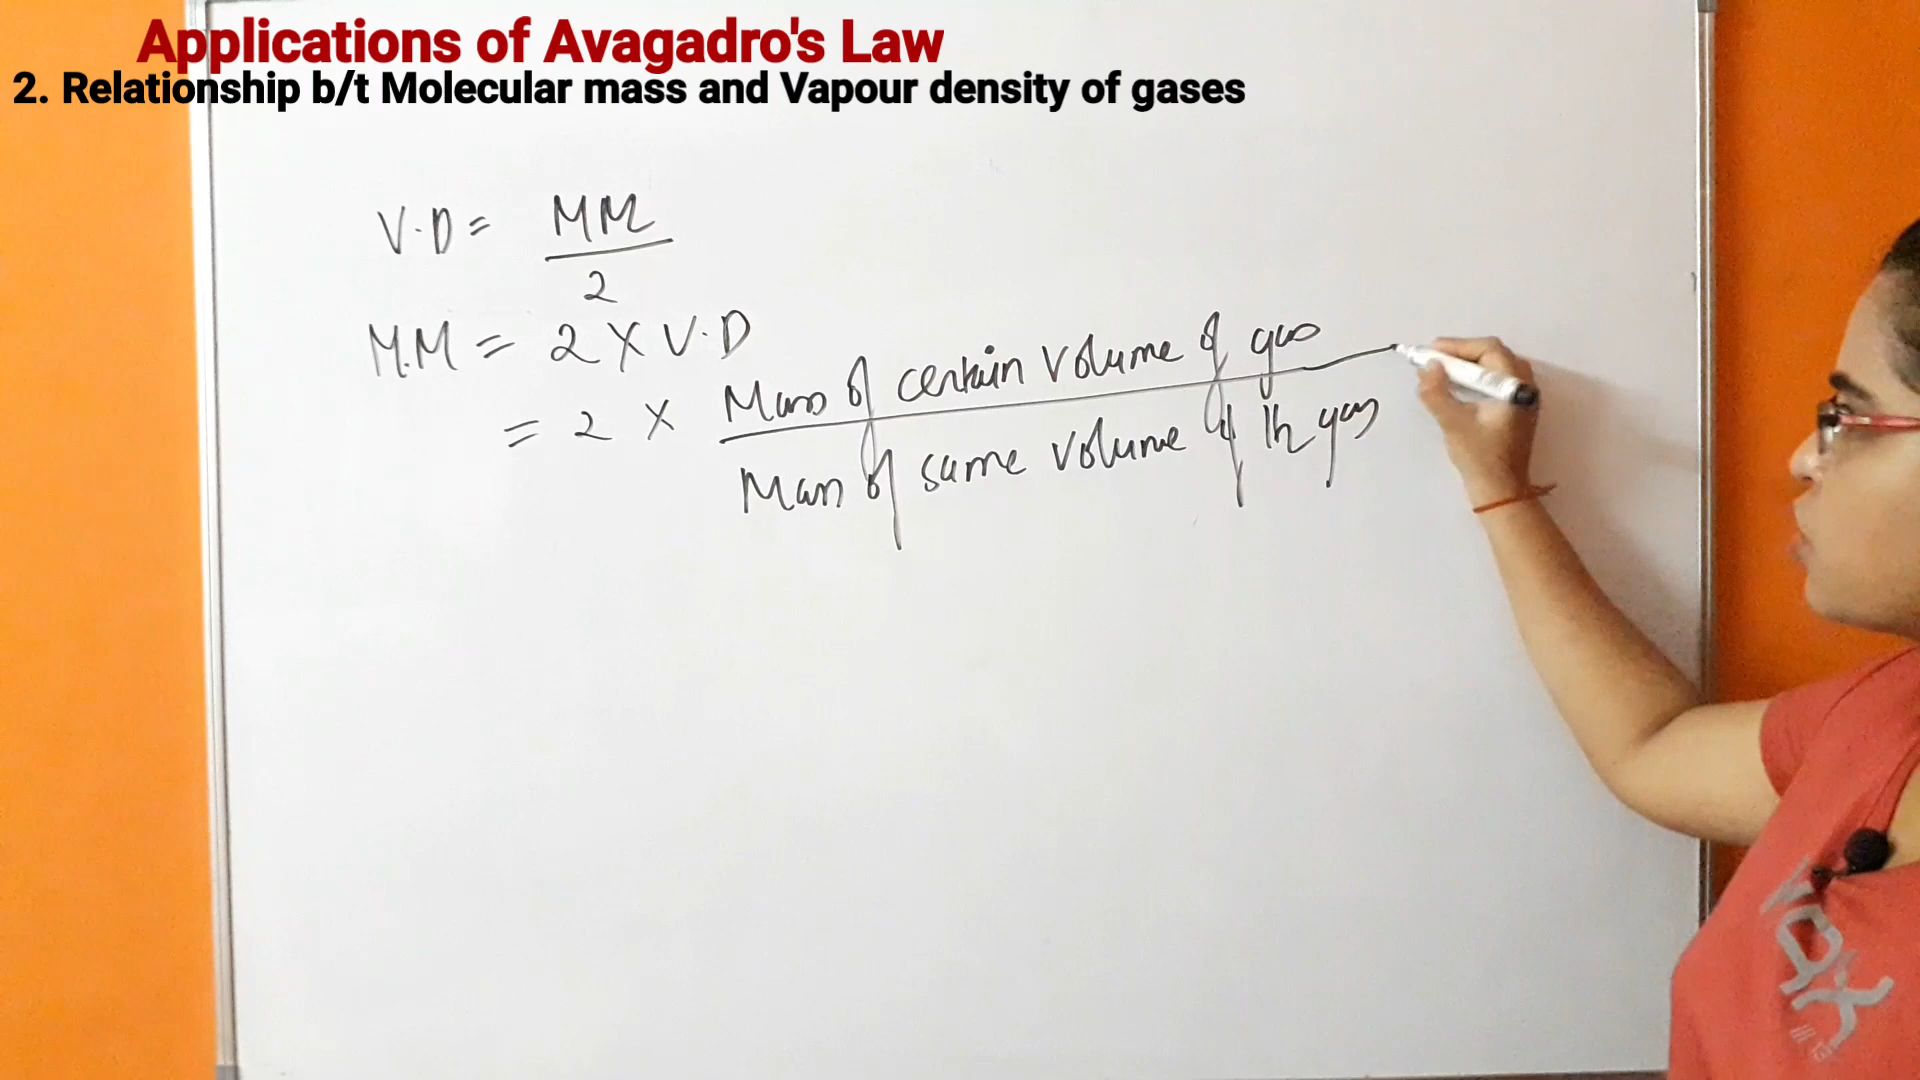 Applications of Avagadro's Law
2. Relationship b/t Molecular mass and Vapour density of gases
V.D = MM
2
M.M = 2 X V.D
= 2 X Mass of certain volume of gas
Mass of same volume of H2 gas